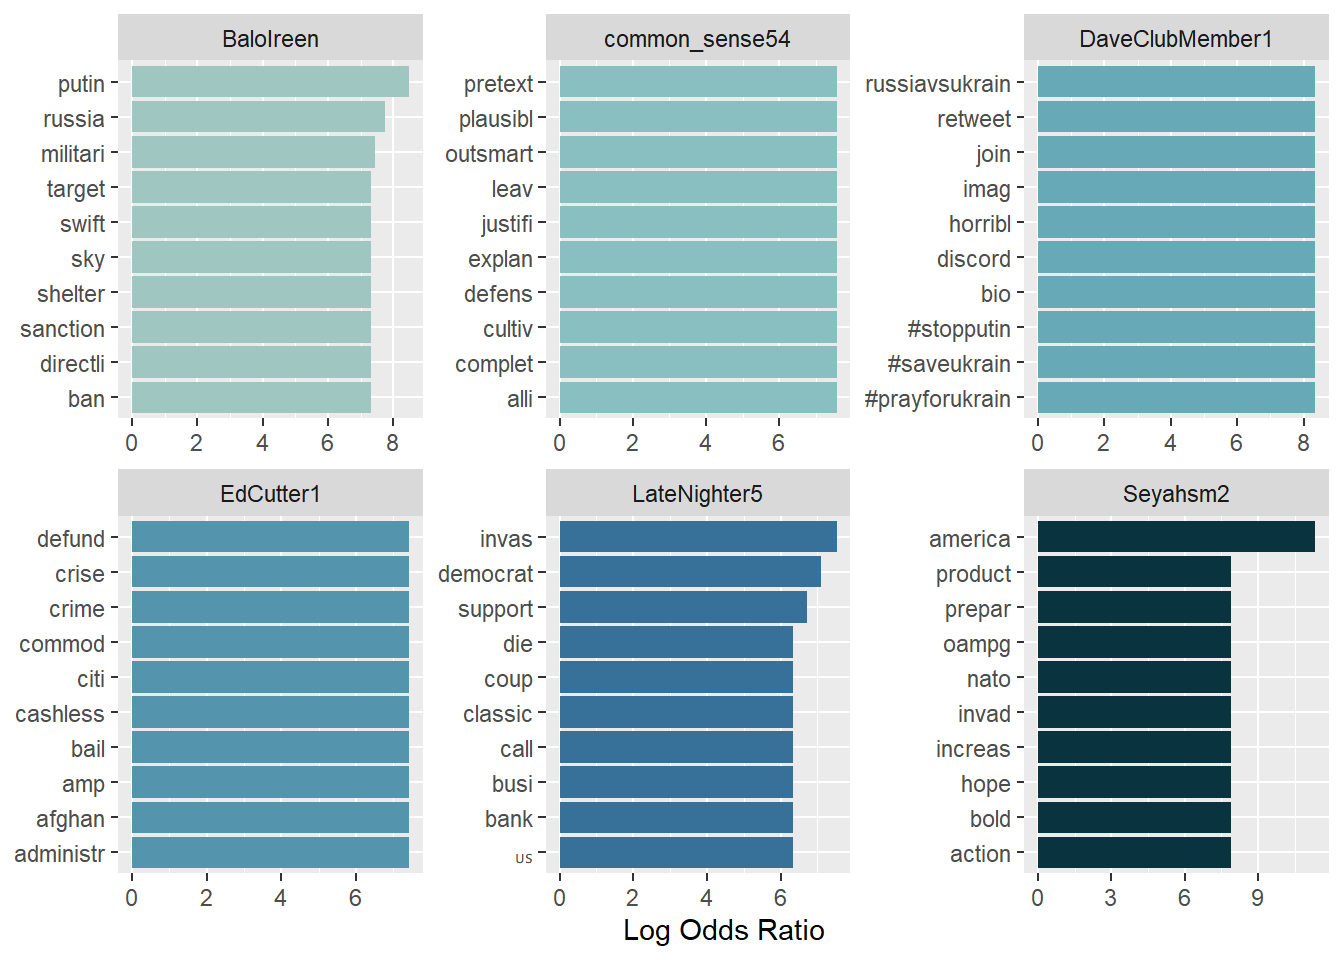 BaloIreen
putin
russia
militari
target
swift
sky
shelter
sanction
directli
ban
0 2 4 6 8
common_sense54
pretext
plausibl
outsmart
leav
justifi
explan
defens
cultiv
complet
alli
0 2 4 6
DaveClubMember1
russiavsukrain
retweet
join
imag
horribl
discord
bio
#stopputin
#saveukrain
#prayforukrain
0 2 4 6 8
EdCutter1
defund
crise
crime
commod
citi
cashless
bail
amp
afghan
administr
0 2 4 6
LateNighter5
invas
democrat
support
die
coup
classic
call
busi
bank
us
0 2 4 6
Seyahsm2
america
product
prepar
oampg
nato
invad
increas
hope
bold
action
0 3 6 9
Log Odds Ratio